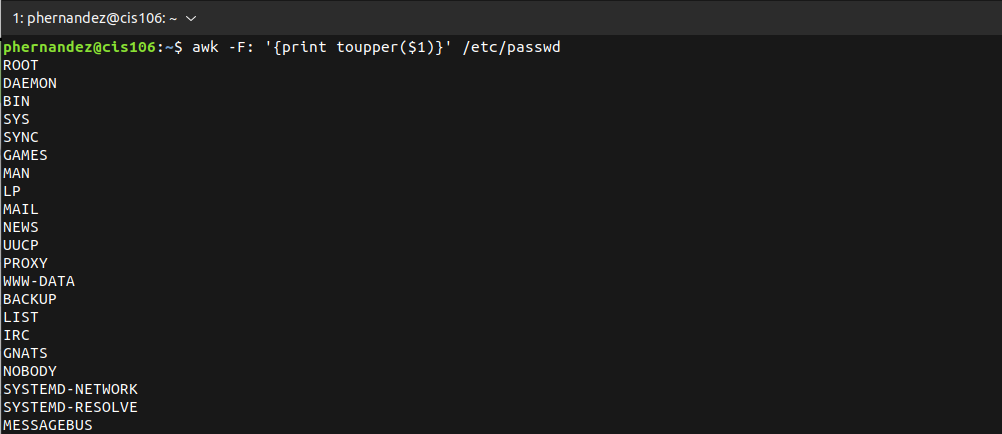 1: phernandez@cis106: ~
phernandez@cis106:~$ awk -F: '{print toupper($1)}' /etc/passwd
ROOT
DAEMON
BIN
SYS
SYNC
GAMES
MAN
LP
MAIL
NEWS
UUCP
PROXY
WWW-DATA
BACKUP
LIST
IRC
GNATS
NOBODY
SYSTEMD-NETWORK
SYSTEMD-RESOLVE
MESSAGEBUS